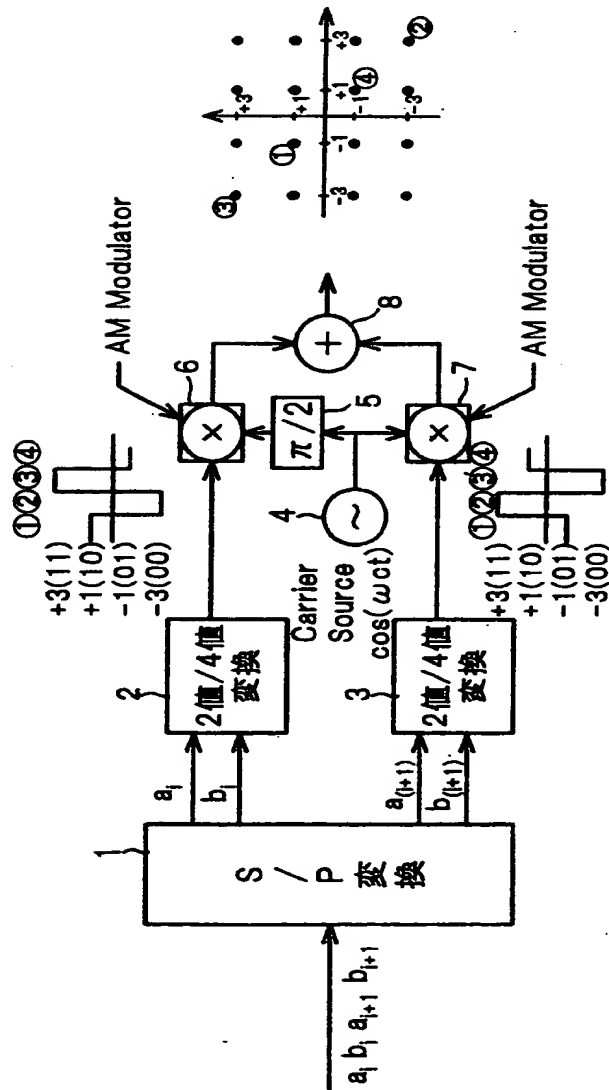 a_i b_i a_{i+1} b_{i+1}
1
S/P変換
a_i
b_i
a_{(i+1)}
b_{(i+1)}
2
2値/4値
変換
3
2値/4値
変換
①②③④
+3(11)
+1(10)
-1(01)
-3(00)
Carrier
Source
cos(ωct)
4
~
π/2
5
①②③④
+3(11)
+1(10)
-1(01)
-3(00)
AM Modulator
6
×
AM Modulator
7
×
+
8
③
①
④
②
+3
+1
-1
-3
-3
-1
+1
+3